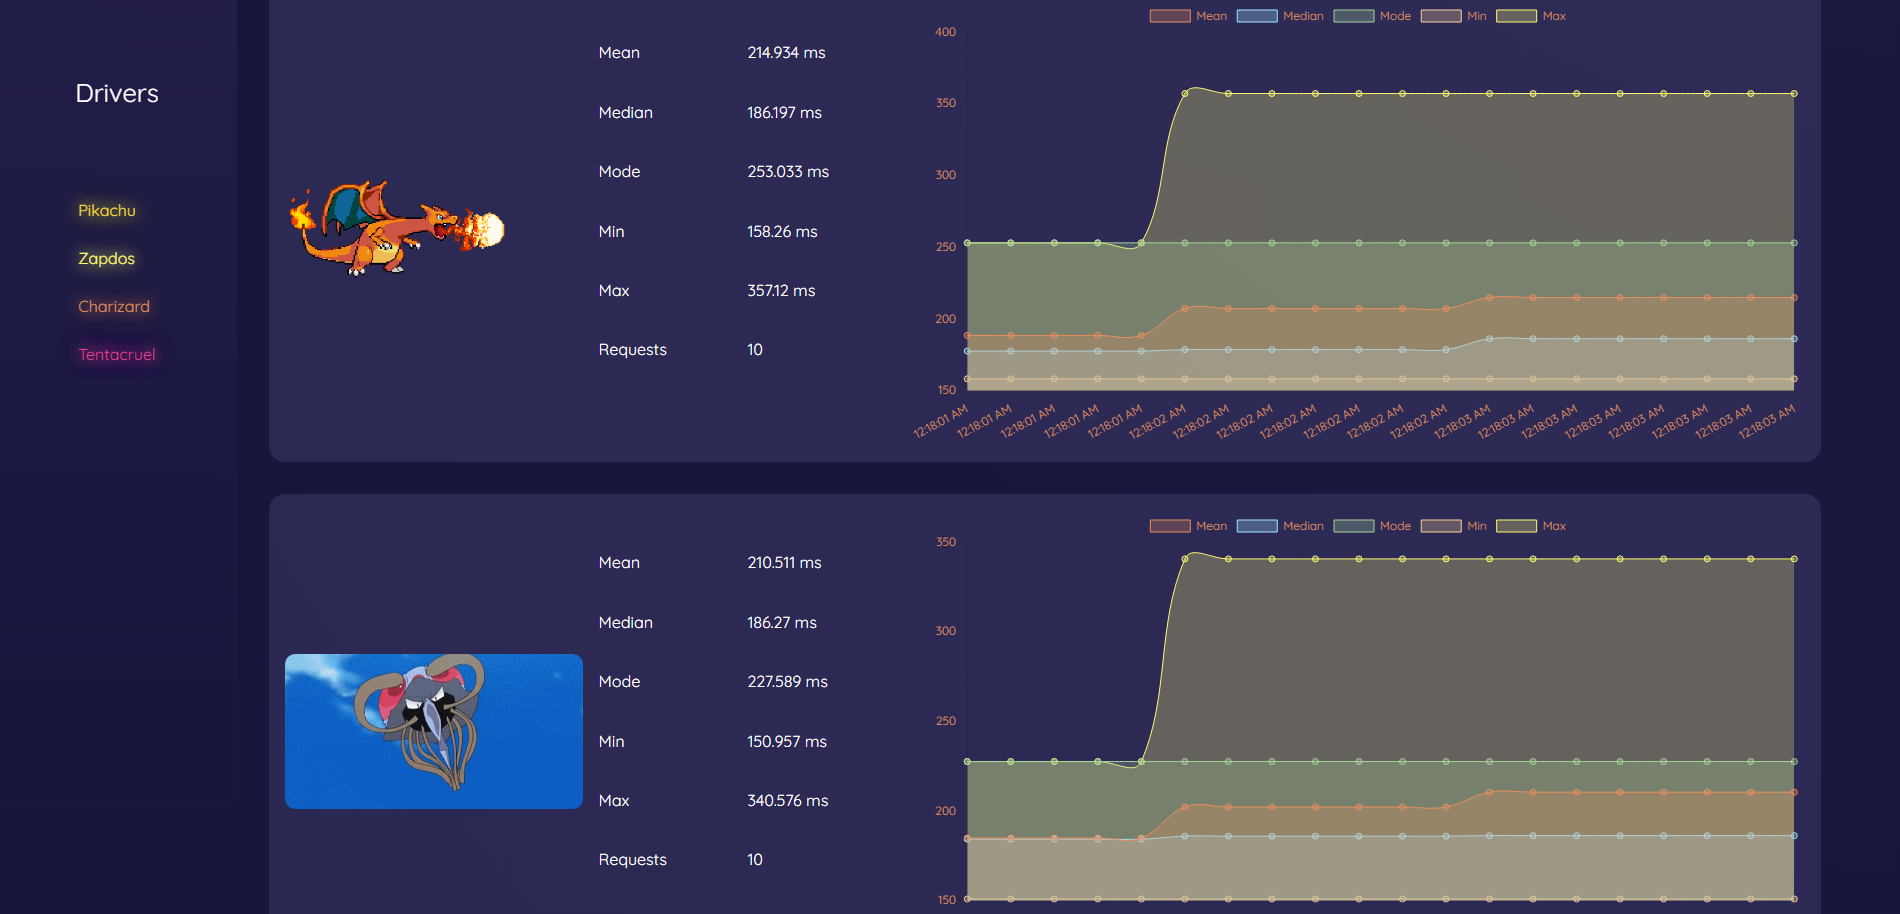 Drivers
Pikachu
Zapdos
Charizard
Tentacruel
Mean 214.934 ms
Median 186.197 ms
Mode 253.033 ms
Min 158.26 ms
Max 357.12 ms
Requests 10
Mean Median Mode Min Max
400
350
300
250
200
150
12:18:01 AM 12:18:01 AM 12:18:01 AM 12:18:01 AM 12:18:01 AM 12:18:02 AM 12:18:02 AM 12:18:02 AM 12:18:02 AM 12:18:02 AM 12:18:02 AM 12:18:02 AM 12:18:03 AM 12:18:03 AM 12:18:03 AM 12:18:03 AM 12:18:03 AM 12:18:03 AM 12:18:03 AM 12:18:03 AM
Mean 210.511 ms
Median 186.27 ms
Mode 227.589 ms
Min 150.957 ms
Max 340.576 ms
Requests 10
Mean Median Mode Min Max
350
300
250
200
150